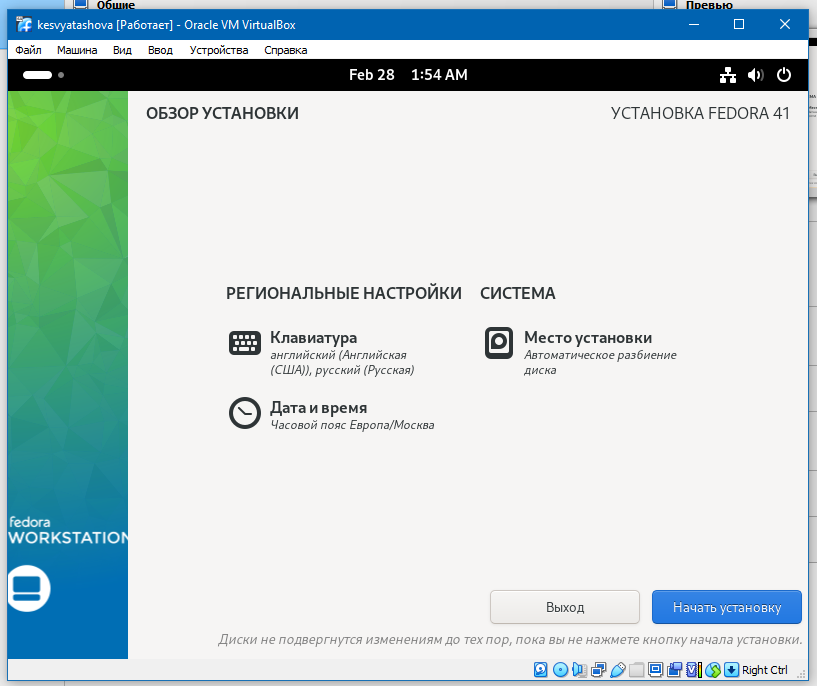 Общие
Превью
kesvyatashova [Работает] - Oracle VM VirtualBox
Файл Машина Вид Ввод Устройства Справка
Feb 28 1:54 AM
ОБЗОР УСТАНОВКИ
УСТАНОВКА FEDORA 41
РЕГИОНАЛЬНЫЕ НАСТРОЙКИ
Клавиатура
английский (Английская
(США)), русский (Русская)
Дата и время
Часовой пояс Европа/Москва
СИСТЕМА
Место установки
Автоматическое разбиение
диска
fedora
WORKSTATION
Выход
Начать установку
Диски не подвергнутся изменениям до тех пор, пока вы не нажмете кнопку начала установки.
Right Ctrl